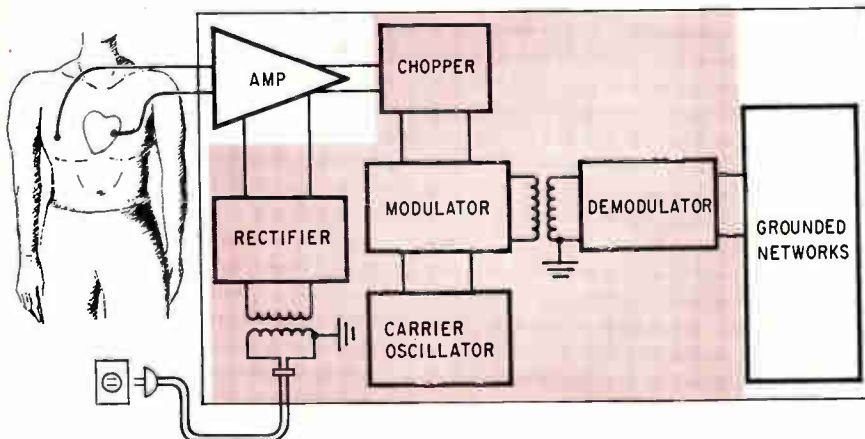 AMP
CHOPPER
MODULATOR
DEMODULATOR
GROUNDED
NETWORKS
RECTIFIER
CARRIER
OSCILLATOR